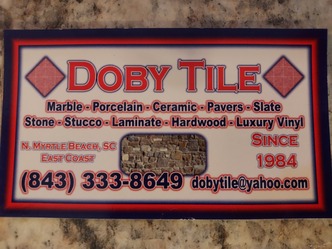 DOBY TILE
Marble - Porcelain - Ceramic - Pavers - Slate
Stone - Stucco - Laminate - Hardwood - Luxury Vinyl
N. MYRTLE BEACH, SC
EAST COAST
SINCE
1984
(843) 333-8649 dobytile@yahoo.com